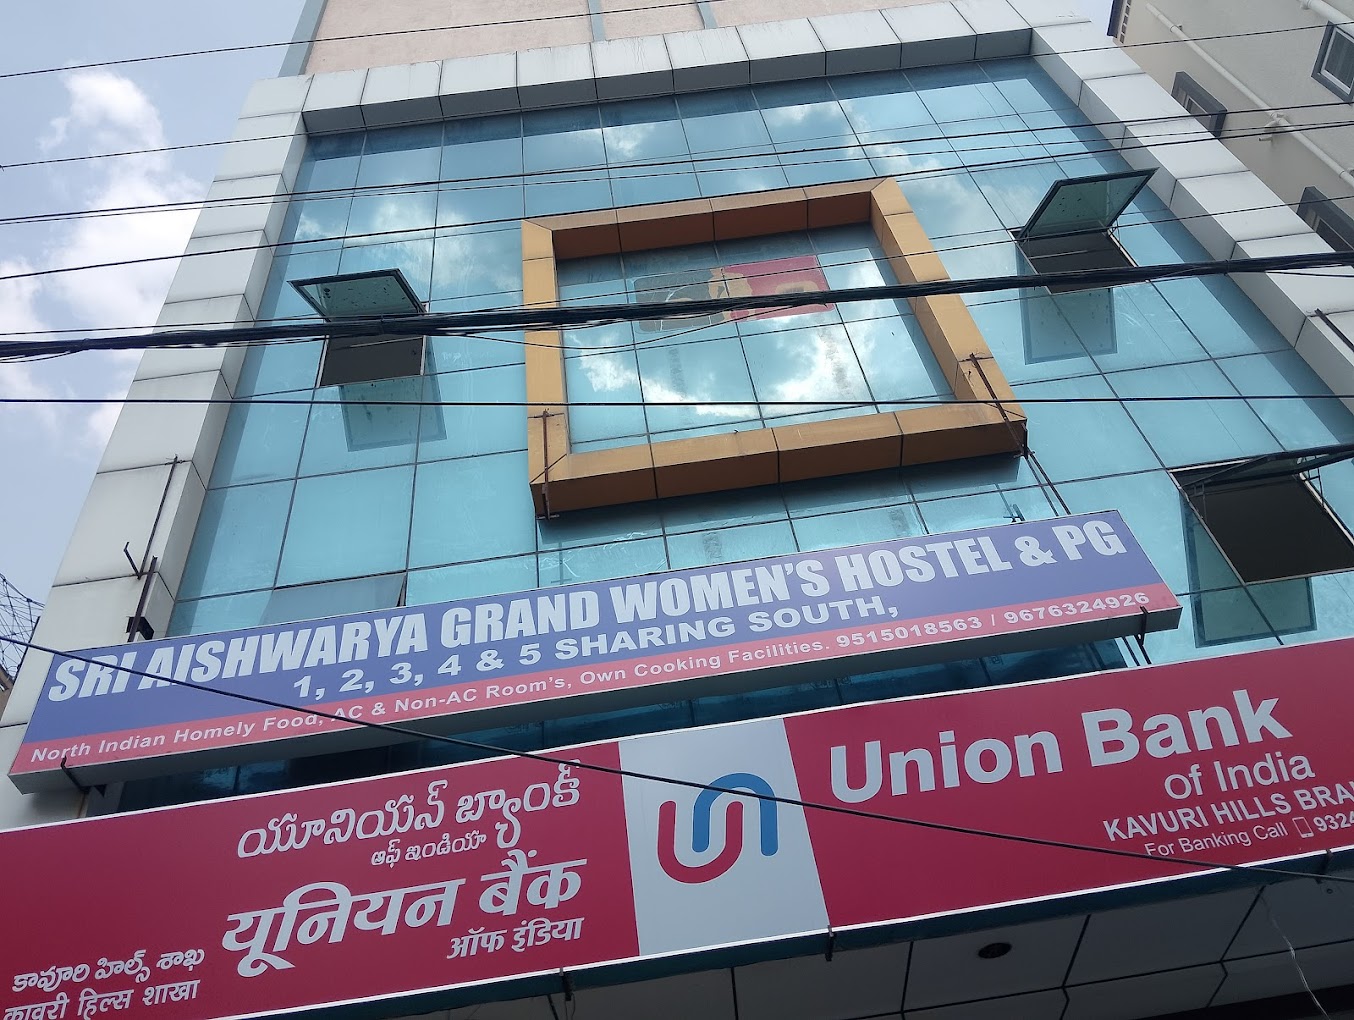 SRI AISHWARYA GRAND WOMEN'S HOSTEL & PG
1, 2, 3, 4 & 5 SHARING SOUTH,
North Indian Homely Food, AC & Non-AC Room's, Own Cooking Facilities. 9515018563 / 9676324926
యూనియన్ బ్యాంక్
ఆఫ్ ఇండియా
यूनियन बैंक
ऑफ इंडिया
కావూరి హిల్స్ శాఖ
कावूरी हिल्स शाखा
Union Bank
of India
KAVURI HILLS BRA
For Banking Call 9324